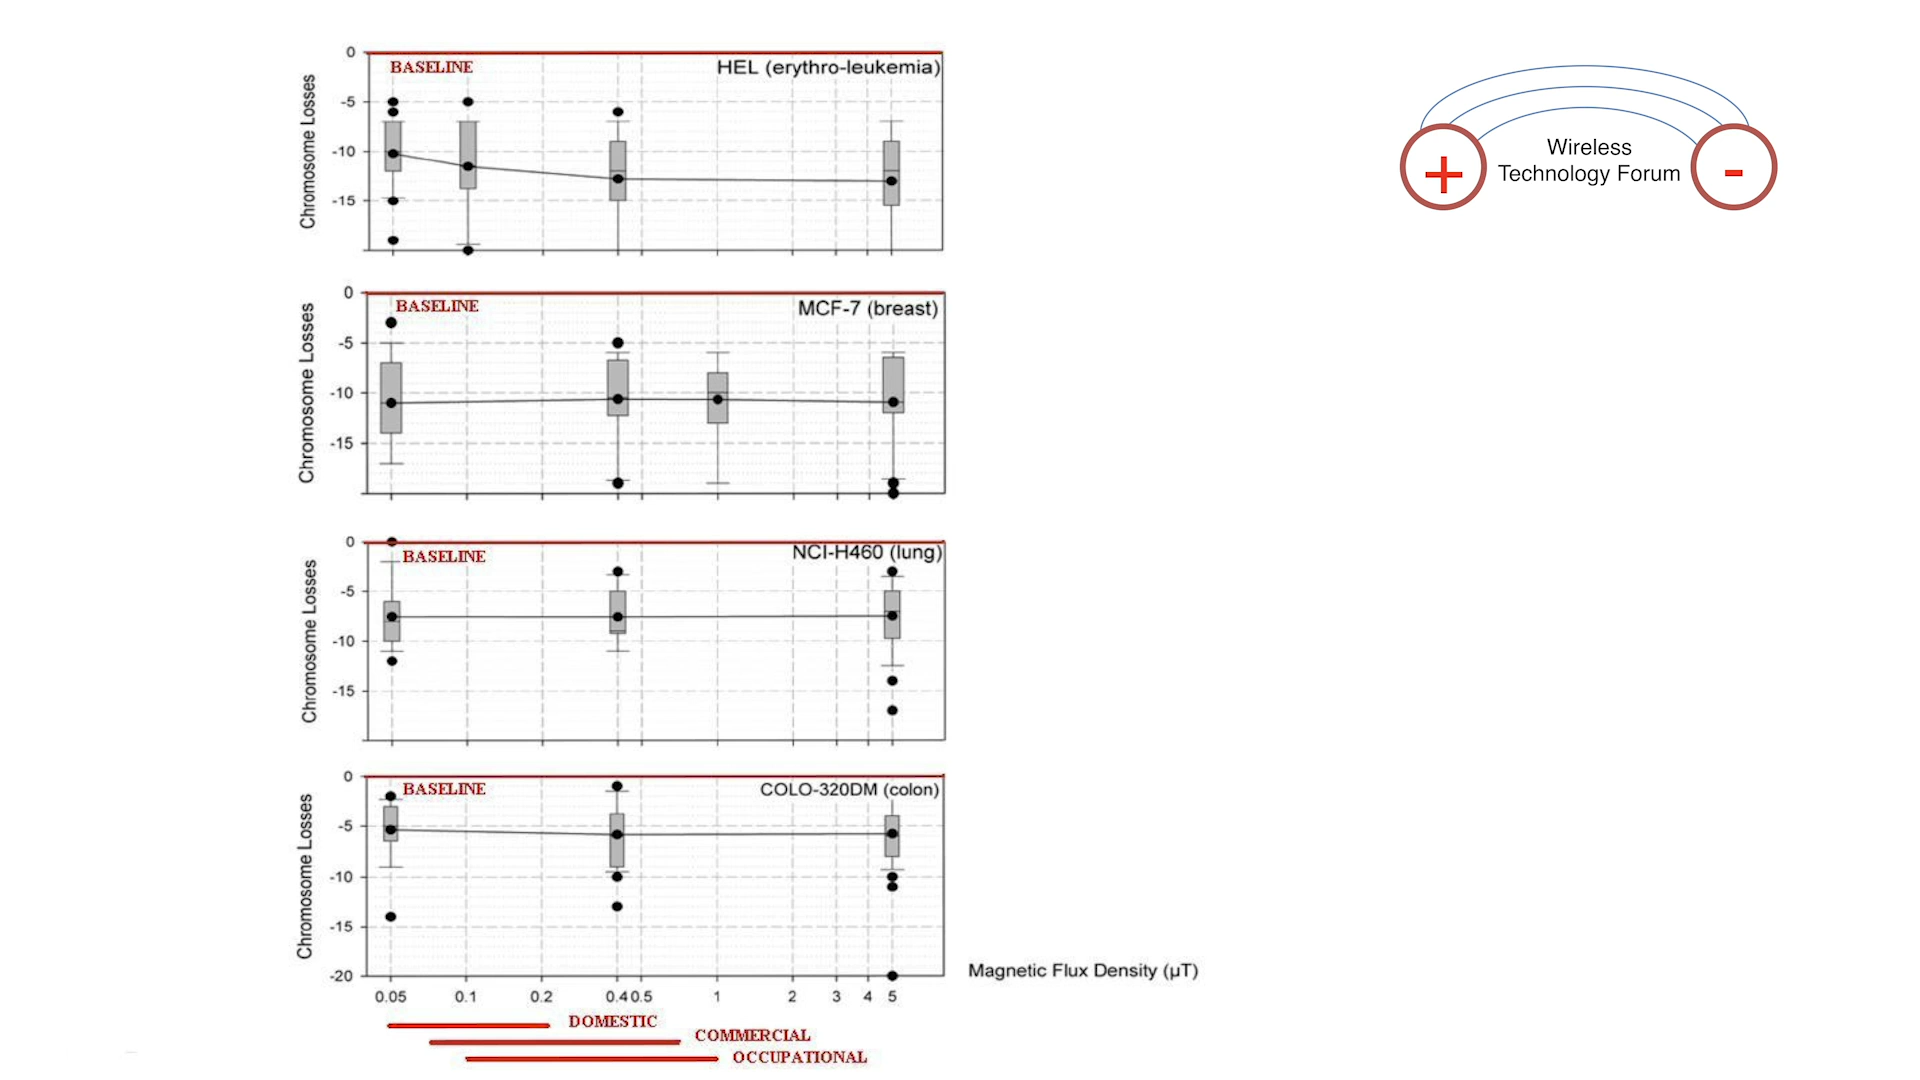 0
BASELINE
HEL (erythro-leukemia)
-5
-10
-15
Chromosome Losses
+
Wireless
Technology Forum
-
0
BASELINE
MCF-7 (breast)
-5
-10
-15
Chromosome Losses
0
BASELINE
NCI-H460 (lung)
-5
-10
-15
Chromosome Losses
0
BASELINE
COLO-320DM (colon)
-5
-10
-15
-20
Chromosome Losses
Magnetic Flux Density (µT)
0.05 0.1 0.2 0.4 0.5 1 2 3 4 5
DOMESTIC
COMMERCIAL
OCCUPATIONAL